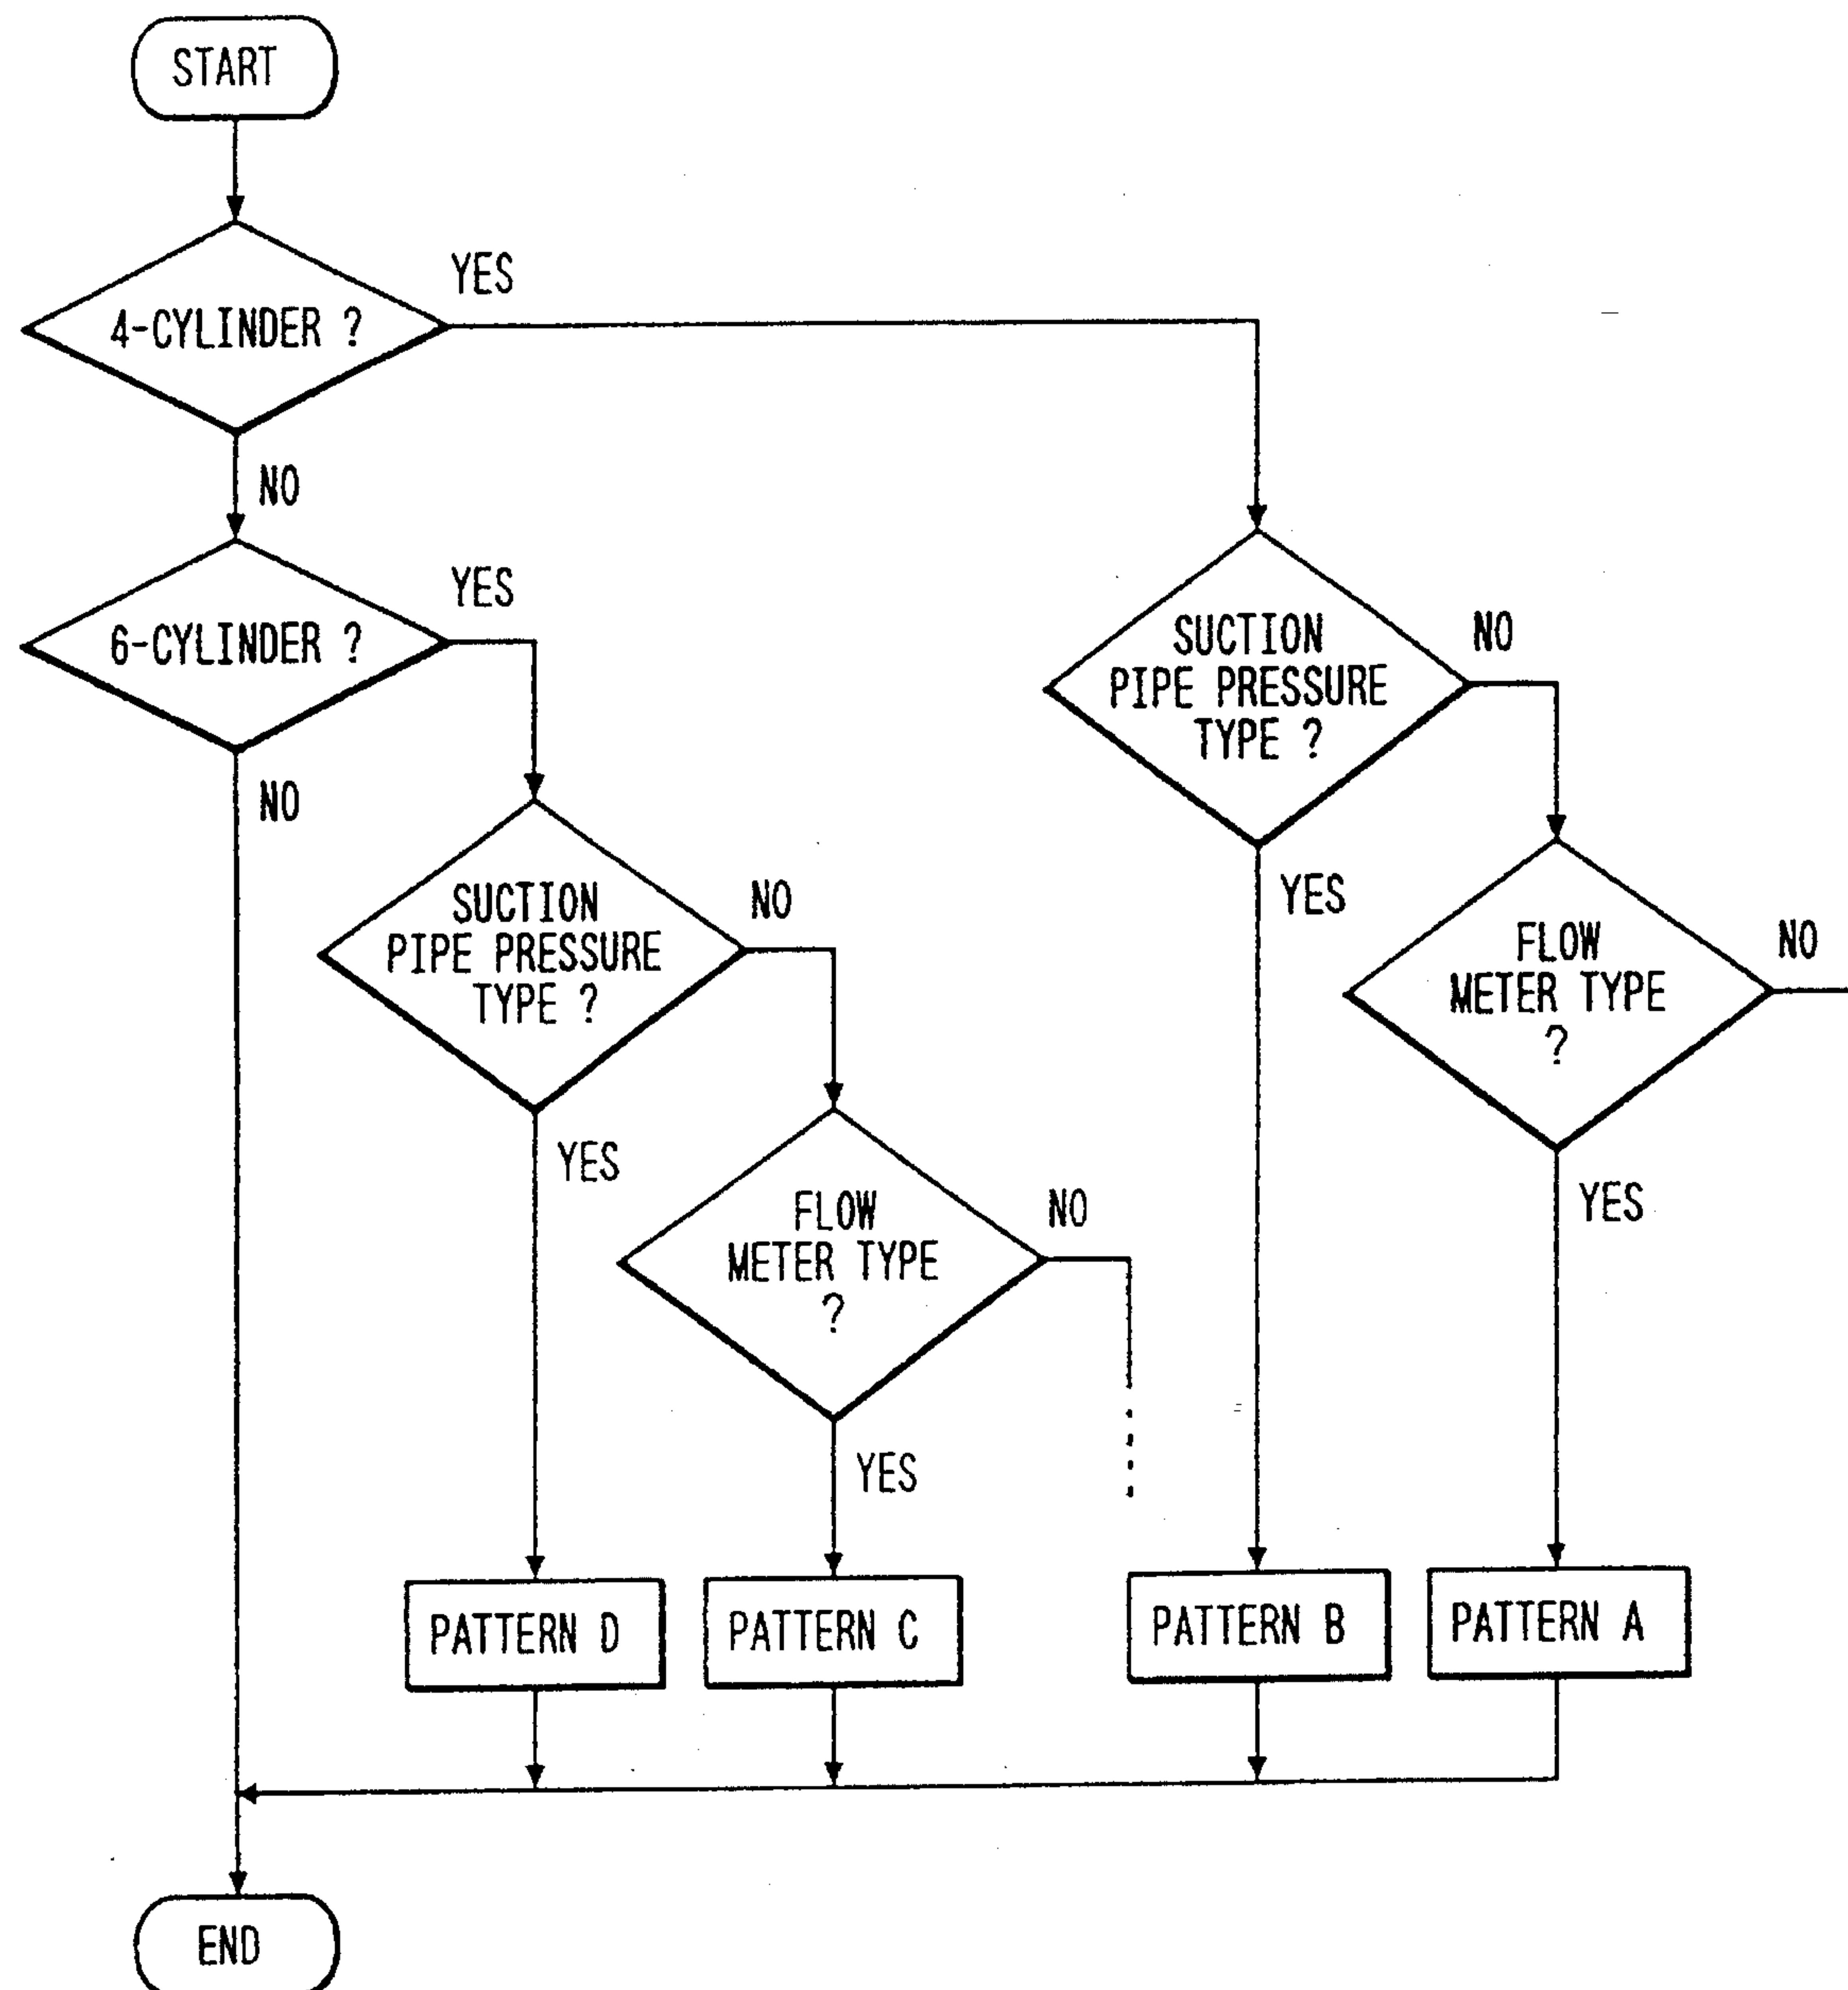 START
4-CYLINDER ?
YES
NO
6-CYLINDER ?
YES
NO
SUCTION
PIPE PRESSURE
TYPE ?
NO
YES
FLOW
METER TYPE
?
NO
YES
SUCTION
PIPE PRESSURE
TYPE ?
NO
YES
FLOW
METER TYPE
?
NO
YES
PATTERN D
PATTERN C
PATTERN B
PATTERN A
END